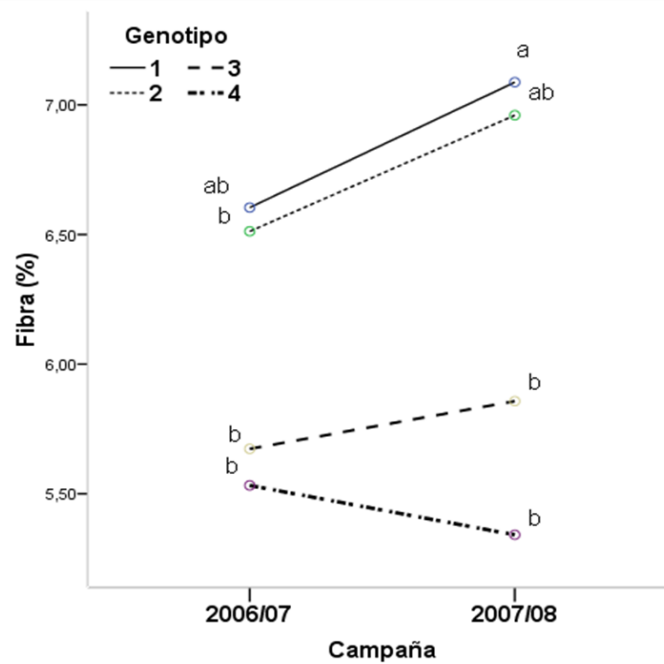 Genotipo
1 3
2 4
a
7,00
ab
ab
b
6,50
Fibra (%)
6,00
b
b
b
5,50
b
2006/07 2007/08
Campaña